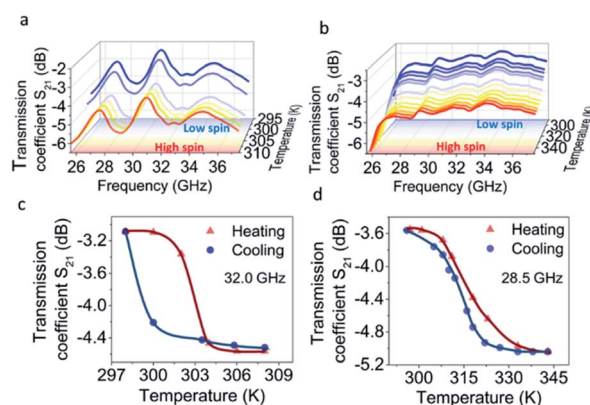 a
Transmission
coefficient S21 (dB)
-2
-3
-4
-5
-6
26 28 30 32 34 36
Frequency (GHz)
295
300
305
310
Temperature (K)
Low spin
High spin
b
Transmission
coefficient S21 (dB)
-3
-4
-5
-6
26 28 30 32 34 36
Frequency (GHz)
300
320
340
Temperature (K)
Low spin
High spin
c
Transmission
coefficient S21 (dB)
-3.2
-3.6
-4.0
-4.4
Heating
Cooling
32.0 GHz
297 300 303 306 309
Temperature (K)
d
Transmission
coefficient S21 (dB)
-3.6
-4.0
-4.4
-4.8
-5.2
Heating
Cooling
28.5 GHz
300 315 330 345
Temperature (K)